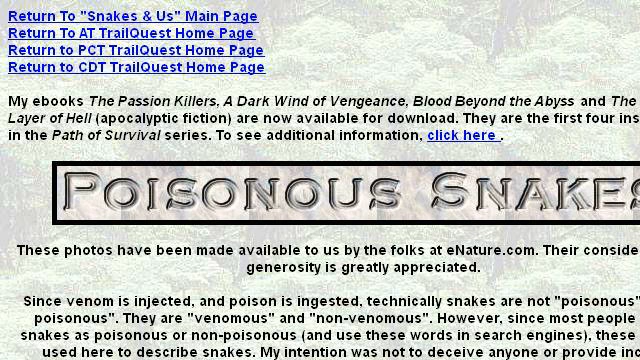 Return To "Snakes & Us" Main Page
Return To AT TrailQuest Home Page
Return to PCT TrailQuest Home Page
Return to CDT TrailQuest Home Page
My ebooks The Passion Killers, A Dark Wind of Vengeance, Blood Beyond the Abyss and The
Layer of Hell (apocalyptic fiction) are now available for download. They are the first four ins
in the Path of Survival series. To see additional information, click here .
POISONOUS SNAKES
These photos have been made available to us by the folks at eNature.com. Their conside
generosity is greatly appreciated.
Since venom is injected, and poison is ingested, technically snakes are not "poisonous"
poisonous". They are "venomous" and "non-venomous". However, since most people
snakes as poisonous or non-poisonous (and use these words in search engines), these
used here to describe snakes. My intention was not to deceive anyone or provide in